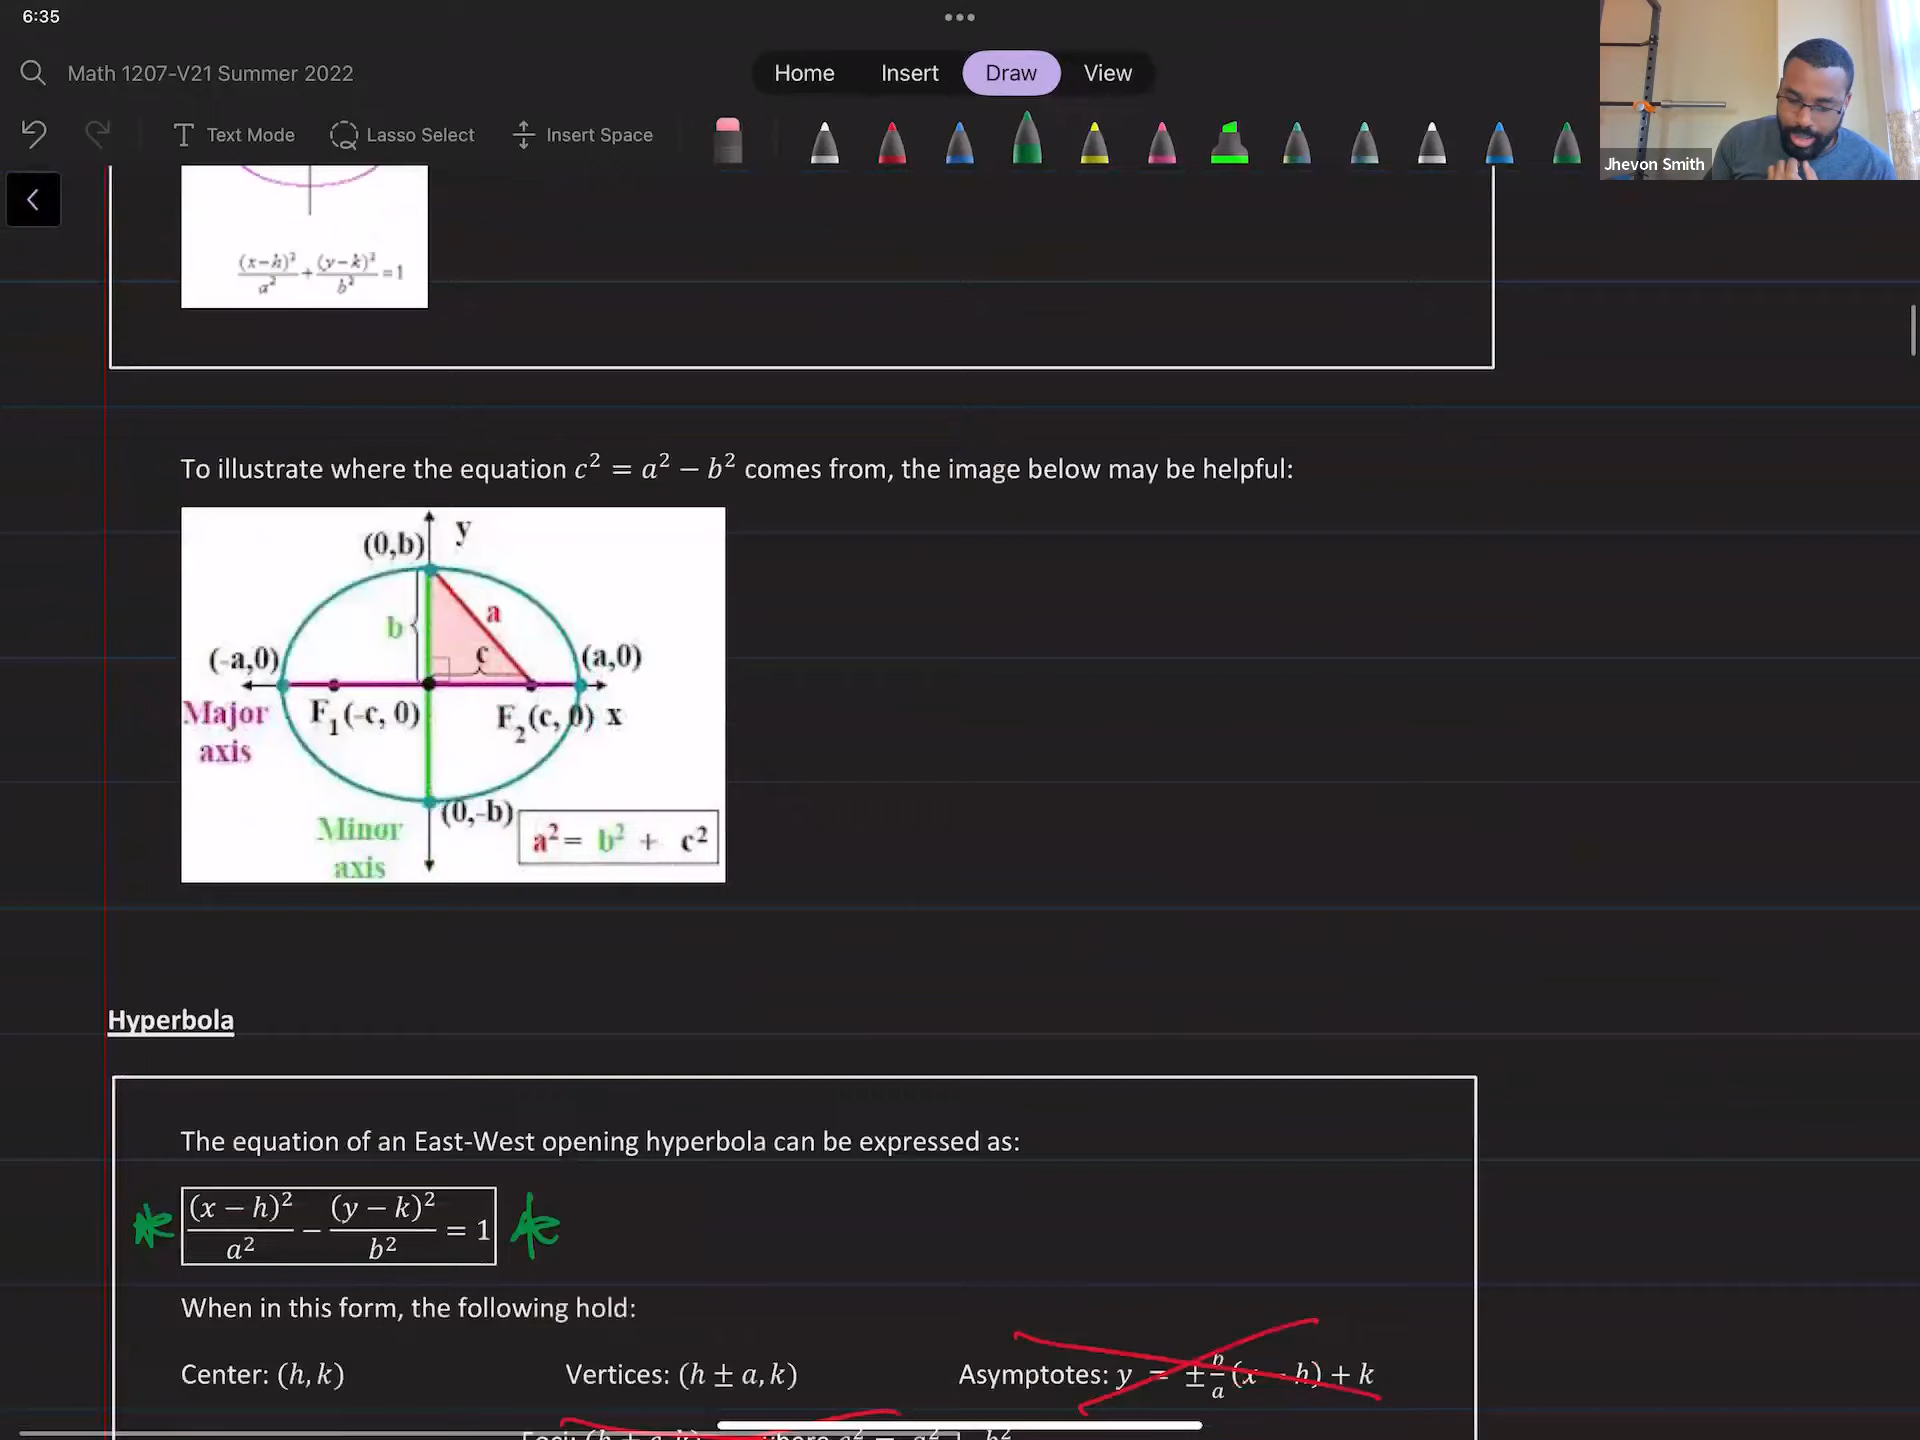 6:35
Math 1207-V21 Summer 2022
Home Insert Draw View
Text Mode Lasso Select Insert Space
Jhevon Smith
(x−h)²/a² + (y−k)²/b² = 1
To illustrate where the equation c² = a² − b² comes from, the image below may be helpful:
(0,b) y
b a
(-a,0) c (a,0)
Major axis F₁(-c, 0) F₂(c, 0) x
Minor axis (0,-b) a² = b² + c²
Hyperbola
The equation of an East-West opening hyperbola can be expressed as:
(x − h)²/a² − (y − k)²/b² = 1
When in this form, the following hold:
Center: (h, k) Vertices: (h ± a, k) Asymptotes: y = ± b/a (x − h) + k